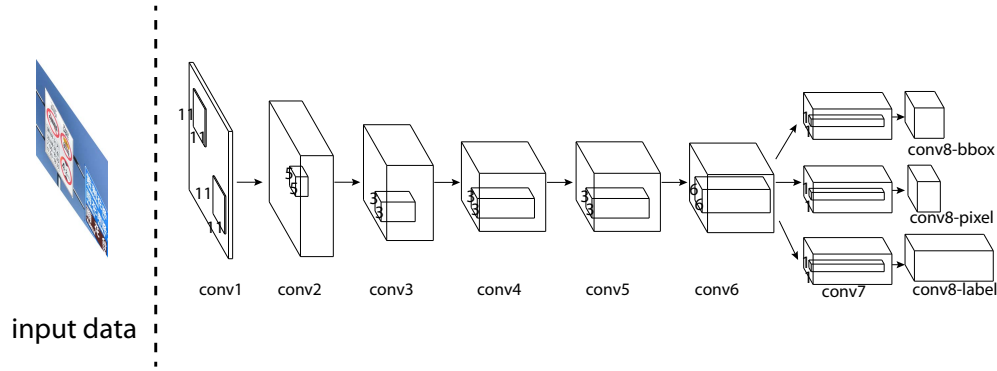 11
11
11
11
5
5
3
3
3
3
3
3
6
6
1
1
1
1
1
1
conv8-bbox
conv8-pixel
conv1
conv2
conv3
conv4
conv5
conv6
conv7
conv8-label
input data